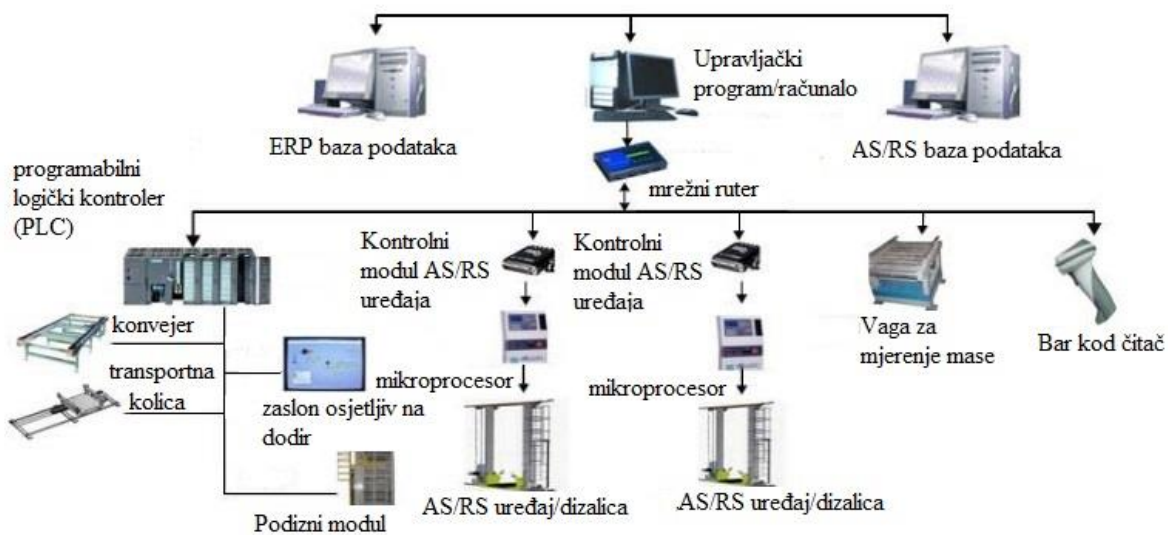 Upravljački
program/računalo
ERP baza podataka
AS/RS baza podataka
mrežni ruter
programabilni
logički kontroler
(PLC)
Kontrolni
modul AS/RS
uređaja
Kontrolni
modul AS/RS
uređaja
konvejer
transportna
kolica
zaslon osjetljiv na
dodir
Podizni modul
mikroprocesor
mikroprocesor
AS/RS uređaj/dizalica
AS/RS uređaj/dizalica
Vaga za
mjerenje mase
Bar kod čitač